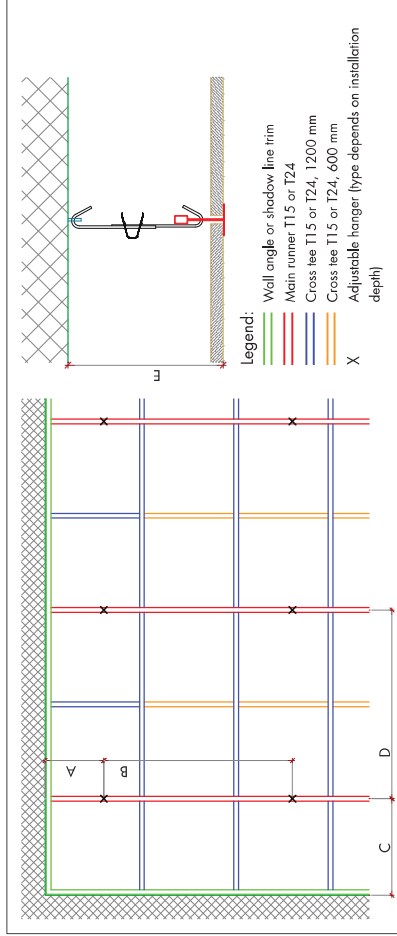 E
Legend:
Wall angle or shadow line trim
Main runner T15 or T24
Cross tee T15 or T24, 1200 mm
Cross tee T15 or T24, 600 mm
X Adjustable hanger (type depends on installation
depth)
A
B
C
D